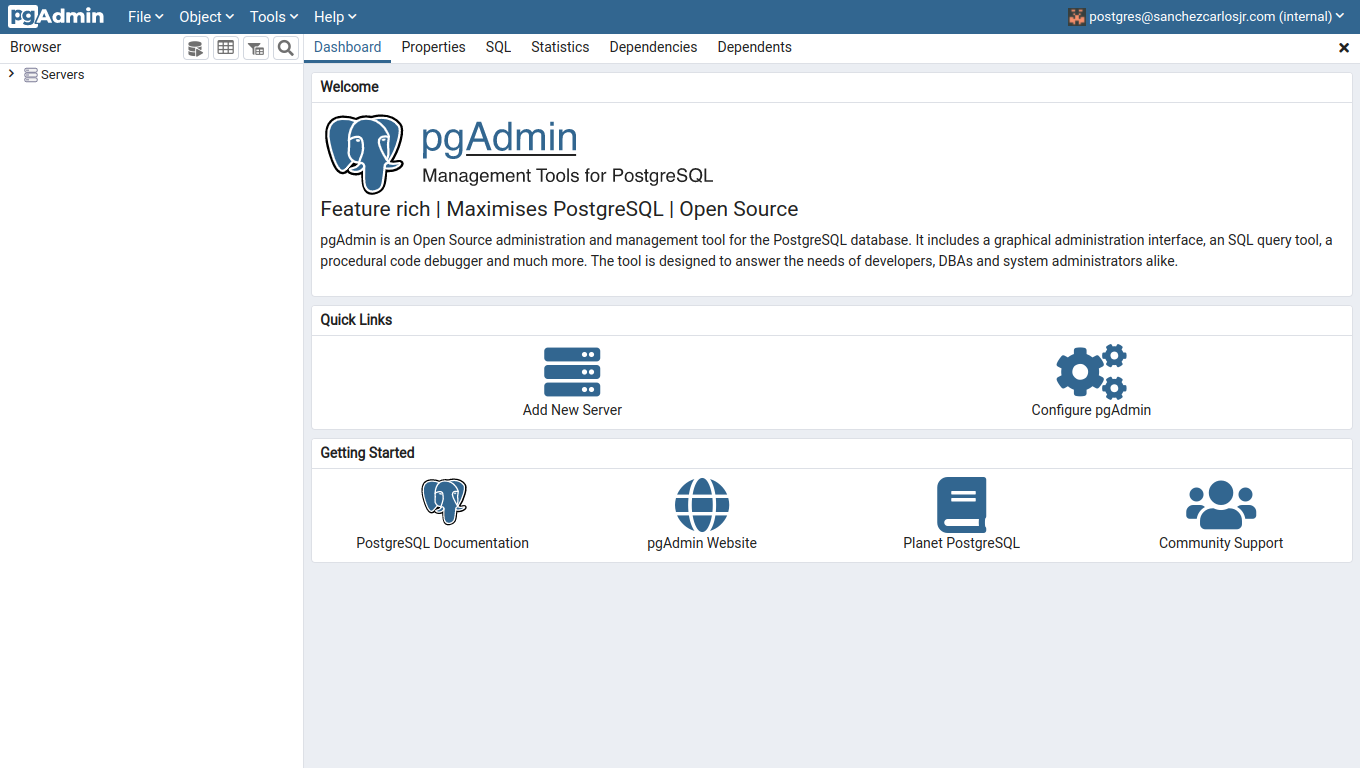 pgAdmin File Object Tools Help postgres@sanchezcarlosjr.com (internal)
Browser
Dashboard Properties SQL Statistics Dependencies Dependents
Servers
Welcome
pgAdmin
Management Tools for PostgreSQL
Feature rich | Maximises PostgreSQL | Open Source
pgAdmin is an Open Source administration and management tool for the PostgreSQL database. It includes a graphical administration interface, an SQL query tool, a
procedural code debugger and much more. The tool is designed to answer the needs of developers, DBAs and system administrators alike.
Quick Links
Add New Server Configure pgAdmin
Getting Started
PostgreSQL Documentation pgAdmin Website Planet PostgreSQL Community Support